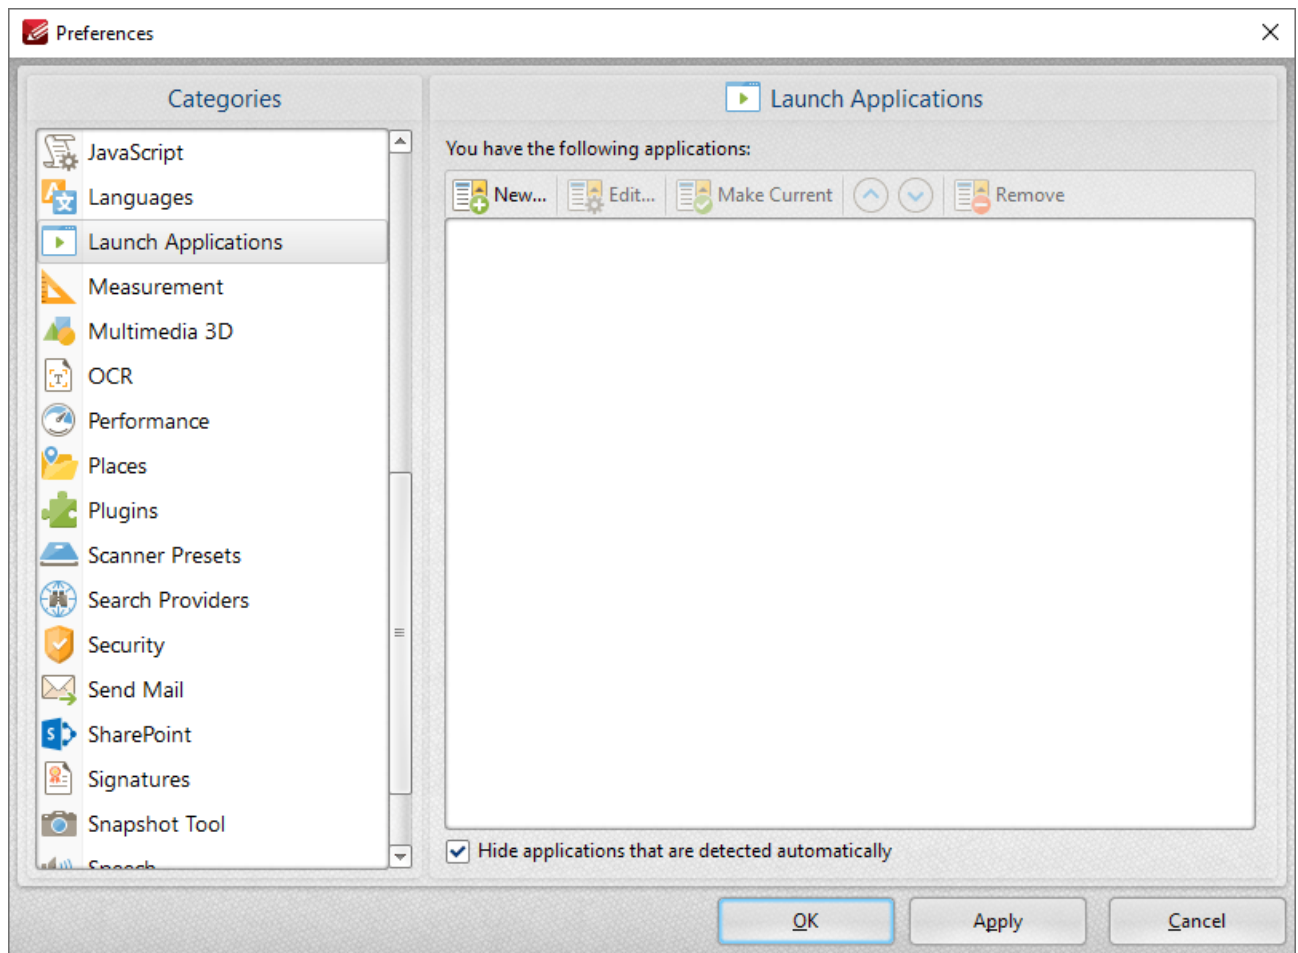 Preferences
Categories
JavaScript
Languages
Launch Applications
Measurement
Multimedia 3D
OCR
Performance
Places
Plugins
Scanner Presets
Search Providers
Security
Send Mail
SharePoint
Signatures
Snapshot Tool
Speech
Launch Applications
You have the following applications:
New... Edit... Make Current Remove
Hide applications that are detected automatically
OK Apply Cancel